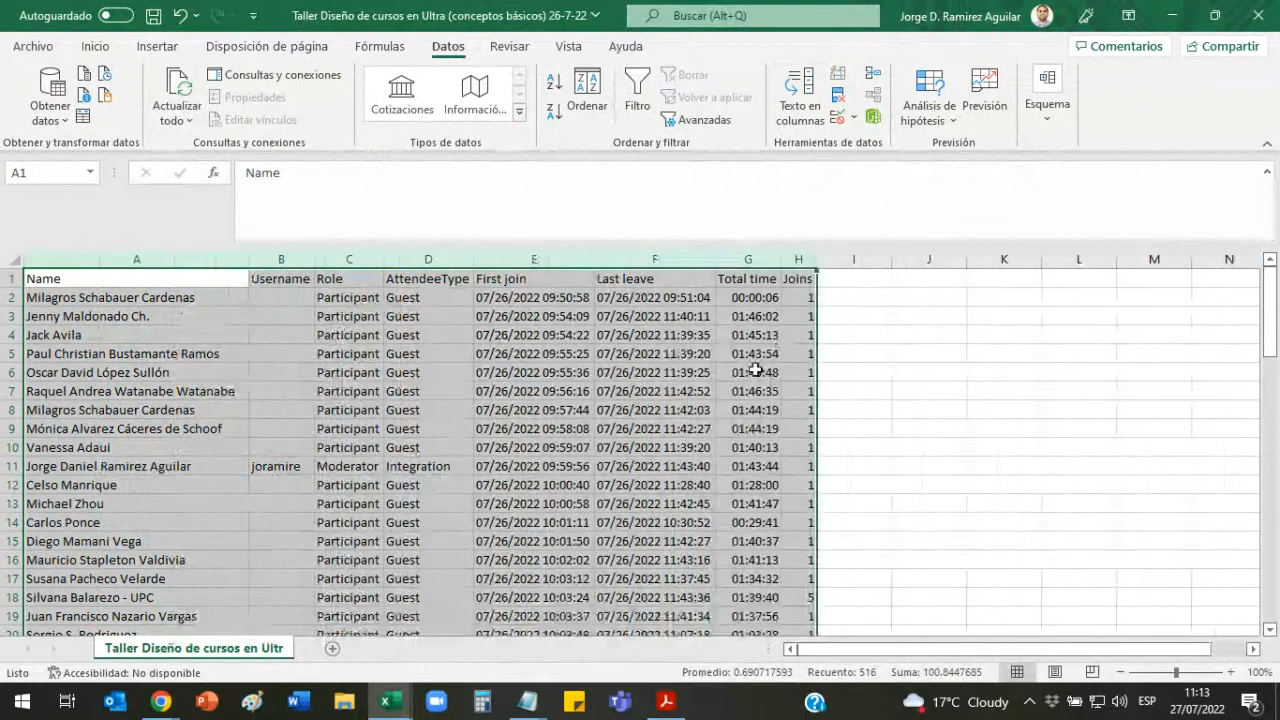 Autoguardado
Taller Diseño de cursos en Ultra (conceptos básicos) 26-7-22
Buscar (Alt+Q)
Jorge D. Ramirez Aguilar
Archivo Inicio Insertar Disposición de página Fórmulas Datos Revisar Vista Ayuda Comentarios Compartir
Obtener datos
Actualizar todo
Consultas y conexiones
Propiedades
Editar vínculos
Cotizaciones Informació...
Ordenar
Filtro
Borrar
Volver a aplicar
Avanzadas
Texto en columnas
Análisis de hipótesis
Previsión
Esquema
Obtener y transformar datos Consultas y conexiones Tipos de datos Ordenar y filtrar Herramientas de datos Previsión
A1 fx Name
A B C D E F G H I J K L M N
1 Name Username Role AttendeeType First join Last leave Total time Joins
2 Milagros Schabauer Cardenas Participant Guest 07/26/2022 09:50:58 07/26/2022 09:51:04 00:00:06 1
3 Jenny Maldonado Ch. Participant Guest 07/26/2022 09:54:09 07/26/2022 11:40:11 01:46:02 1
4 Jack Avila Participant Guest 07/26/2022 09:54:22 07/26/2022 11:39:35 01:45:13 1
5 Paul Christian Bustamante Ramos Participant Guest 07/26/2022 09:55:25 07/26/2022 11:39:20 01:43:54 1
6 Oscar David López Sullón Participant Guest 07/26/2022 09:55:36 07/26/2022 11:39:25 1
7 Raquel Andrea Watanabe Watanabe Participant Guest 07/26/2022 09:56:16 07/26/2022 11:42:52 01:46:35 1
8 Milagros Schabauer Cardenas Participant Guest 07/26/2022 09:57:44 07/26/2022 11:42:03 01:44:19 1
9 Mónica Alvarez Cáceres de Schoof Participant Guest 07/26/2022 09:58:08 07/26/2022 11:42:27 01:44:19 1
10 Vanessa Adaui Participant Guest 07/26/2022 09:59:07 07/26/2022 11:39:20 01:40:13 1
11 Jorge Daniel Ramirez Aguilar joramire Moderator Integration 07/26/2022 09:59:56 07/26/2022 11:43:40 01:43:44 1
12 Celso Manrique Participant Guest 07/26/2022 10:00:40 07/26/2022 11:28:40 01:28:00 1
13 Michael Zhou Participant Guest 07/26/2022 10:00:58 07/26/2022 11:42:45 01:41:47 1
14 Carlos Ponce Participant Guest 07/26/2022 10:01:11 07/26/2022 10:30:52 00:29:41 1
15 Diego Mamani Vega Participant Guest 07/26/2022 10:01:50 07/26/2022 11:42:27 01:40:37 1
16 Mauricio Stapleton Valdivia Participant Guest 07/26/2022 10:02:02 07/26/2022 11:43:16 01:41:13 1
17 Susana Pacheco Velarde Participant Guest 07/26/2022 10:03:12 07/26/2022 11:37:45 01:34:32 1
18 Silvana Balarezo - UPC Participant Guest 07/26/2022 10:03:24 07/26/2022 11:43:36 01:39:40 5
19 Juan Francisco Nazario Vargas Participant Guest 07/26/2022 10:03:37 07/26/2022 11:41:34 01:37:56 1
Taller Diseño de cursos en Ultr
Listo Accesibilidad: No disponible Promedio: 0.690717593 Recuento: 516 Suma: 100.8447685 100%
17°C Cloudy ESP 11:13
27/07/2022 2